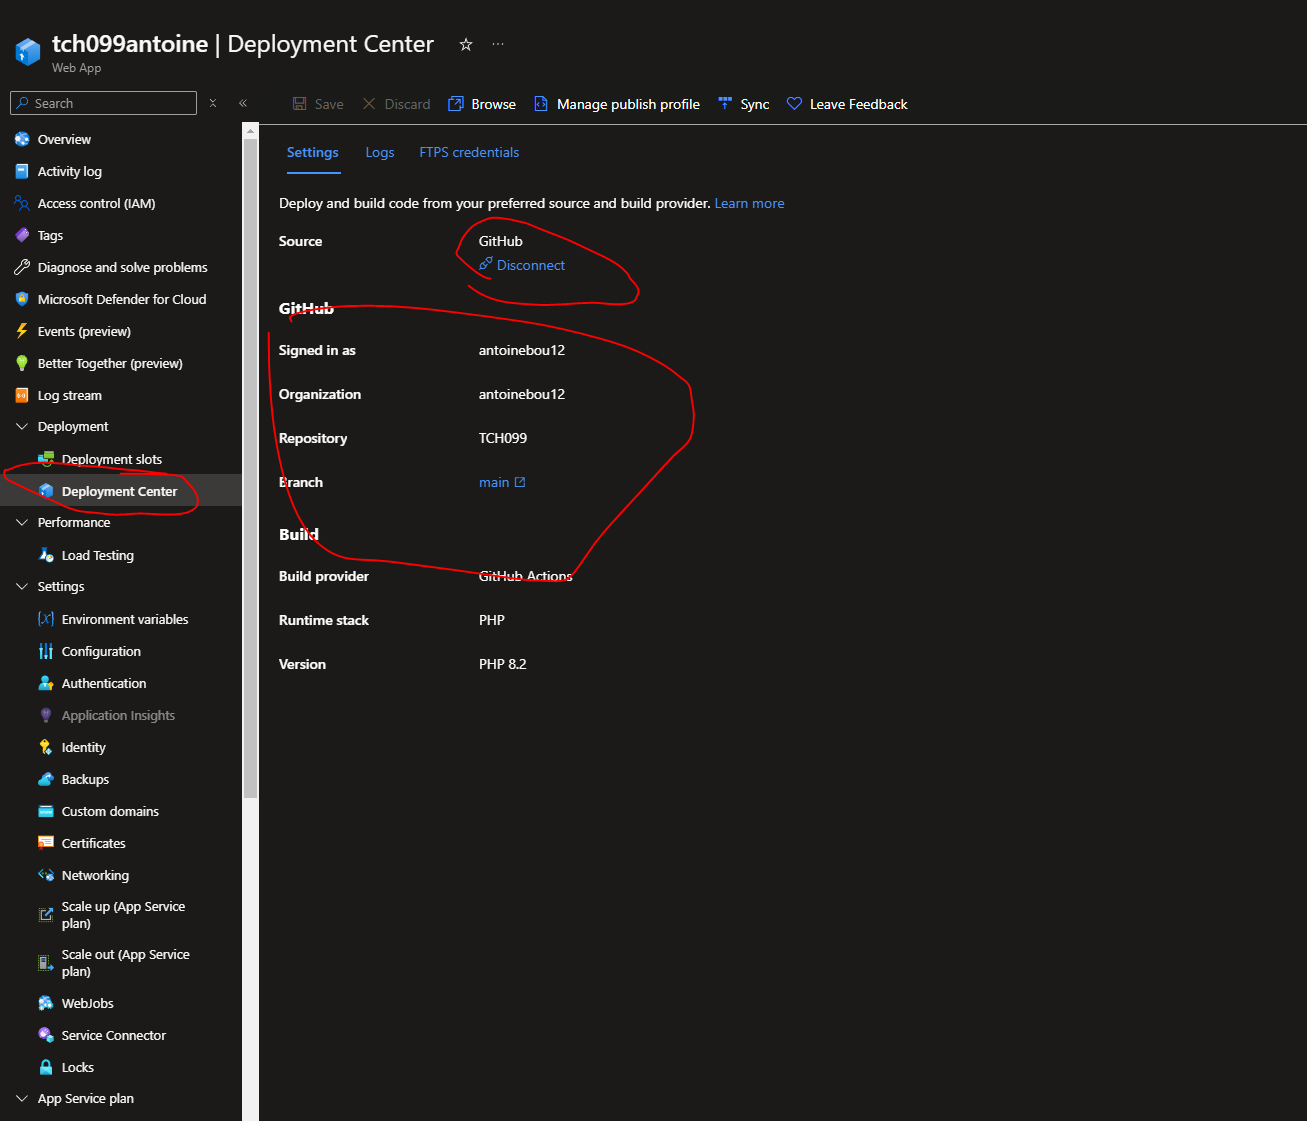 tch099antoine | Deployment Center
Web App
Search
Save
Discard
Browse
Manage publish profile
Sync
Leave Feedback
Overview
Activity log
Access control (IAM)
Tags
Diagnose and solve problems
Microsoft Defender for Cloud
Events (preview)
Better Together (preview)
Log stream
Deployment
Deployment slots
Deployment Center
Performance
Load Testing
Settings
Environment variables
Configuration
Authentication
Application Insights
Identity
Backups
Custom domains
Certificates
Networking
Scale up (App Service
plan)
Scale out (App Service
plan)
WebJobs
Service Connector
Locks
App Service plan
Settings
Logs
FTPS credentials
Deploy and build code from your preferred source and build provider. Learn more
Source GitHub
Disconnect
GitHub
Signed in as antoinebou12
Organization antoinebou12
Repository TCH099
Branch main
Build
Build provider GitHub Actions
Runtime stack PHP
Version PHP 8.2